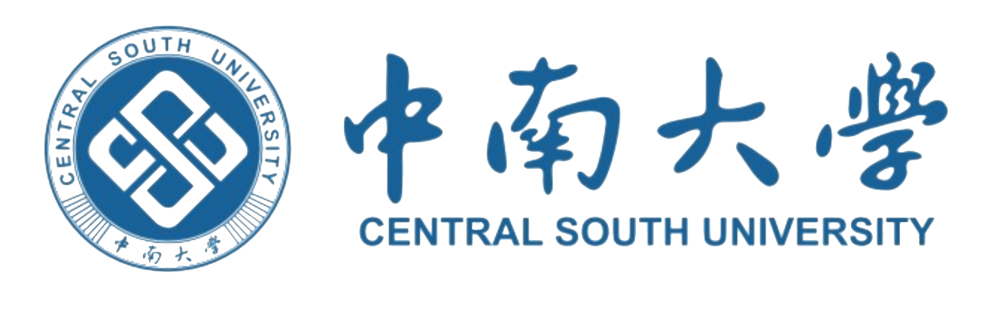 CENTRAL SOUTH UNIVERSITY
中南大學
中南大學
CENTRAL SOUTH UNIVERSITY